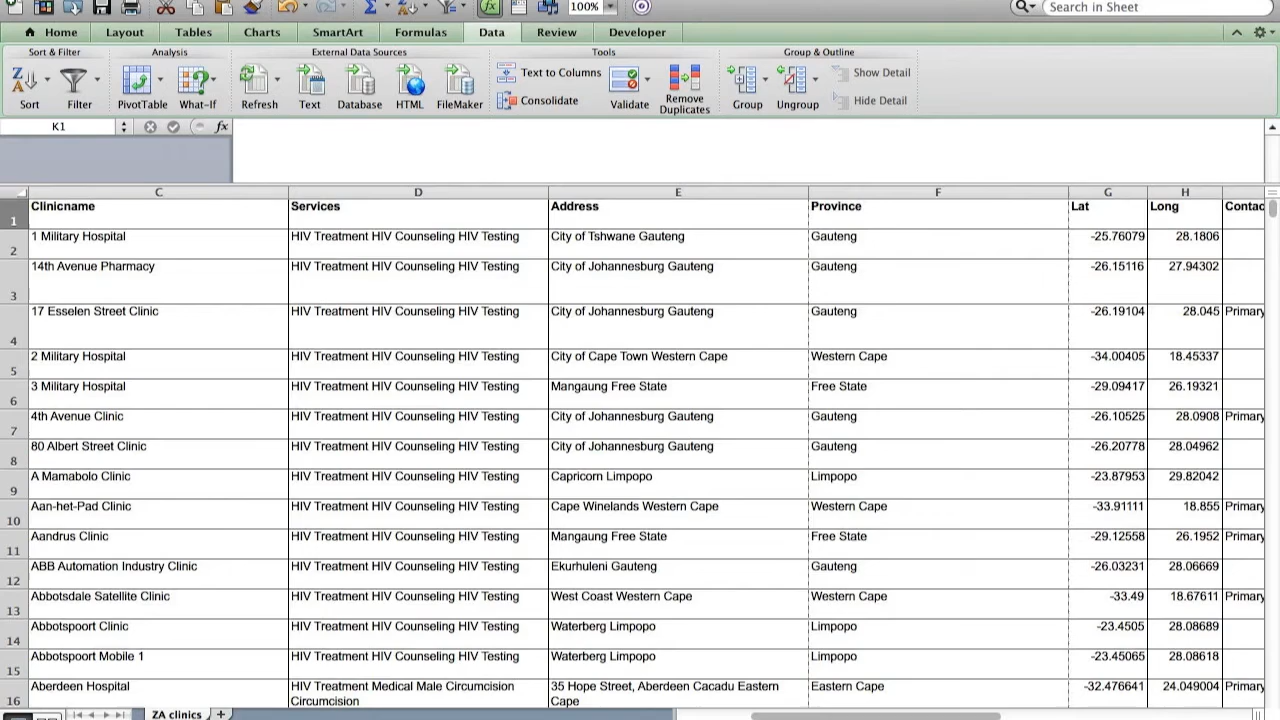 100%
Search in Sheet
Home Layout Tables Charts SmartArt Formulas Data Review Developer
Sort & Filter Analysis External Data Sources Tools Group & Outline
Text to Columns Show Detail
Consolidate Hide Detail
Sort Filter PivotTable What-If Refresh Text Database HTML FileMaker Validate Remove Duplicates Group Ungroup
K1 fx
C D E F G H
1 Clinicname Services Address Province Lat Long Contac
2 1 Military Hospital HIV Treatment HIV Counseling HIV Testing City of Tshwane Gauteng Gauteng -25.76079 28.1806
3 14th Avenue Pharmacy HIV Treatment HIV Counseling HIV Testing City of Johannesburg Gauteng Gauteng -26.15116 27.94302
4 17 Esselen Street Clinic HIV Treatment HIV Counseling HIV Testing City of Johannesburg Gauteng Gauteng -26.19104 28.045 Primary
5 2 Military Hospital HIV Treatment HIV Counseling HIV Testing City of Cape Town Western Cape Western Cape -34.00405 18.45337
6 3 Military Hospital HIV Treatment HIV Counseling HIV Testing Mangaung Free State Free State -29.09417 26.19321
7 4th Avenue Clinic HIV Treatment HIV Counseling HIV Testing City of Johannesburg Gauteng Gauteng -26.10525 28.0908 Primary
8 80 Albert Street Clinic HIV Treatment HIV Counseling HIV Testing City of Johannesburg Gauteng Gauteng -26.20778 28.04962
9 A Mamabolo Clinic HIV Treatment HIV Counseling HIV Testing Capricorn Limpopo Limpopo -23.87953 29.82042
10 Aan-het-Pad Clinic HIV Treatment HIV Counseling HIV Testing Cape Winelands Western Cape Western Cape -33.91111 18.855 Primary
11 Aandrus Clinic HIV Treatment HIV Counseling HIV Testing Mangaung Free State Free State -29.12558 26.1952 Primary
12 ABB Automation Industry Clinic HIV Treatment HIV Counseling HIV Testing Ekurhuleni Gauteng Gauteng -26.03231 28.06669
13 Abbotsdale Satellite Clinic HIV Treatment HIV Counseling HIV Testing West Coast Western Cape Western Cape -33.49 18.67611 Primary
14 Abbotspoort Clinic HIV Treatment HIV Counseling HIV Testing Waterberg Limpopo Limpopo -23.4505 28.08689
15 Abbotspoort Mobile 1 HIV Treatment HIV Counseling HIV Testing Waterberg Limpopo Limpopo -23.45065 28.08618
16 Aberdeen Hospital HIV Treatment Medical Male Circumcision 35 Hope Street, Aberdeen Cacadu Eastern Eastern Cape -32.476641 24.049004 Primary
Circumcision Cape
ZA clinics +